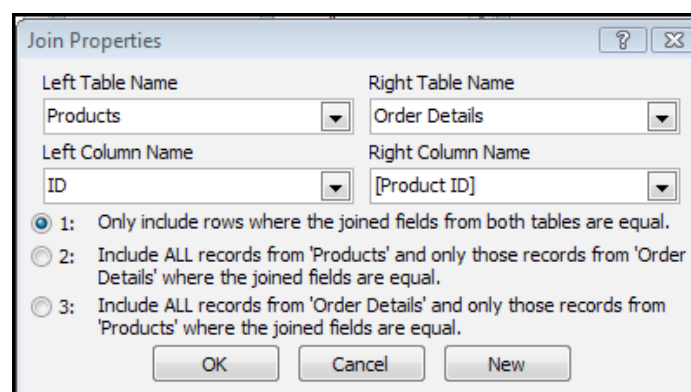 Join Properties
Left Table Name Right Table Name
Products Order Details
Left Column Name Right Column Name
ID [Product ID]
1: Only include rows where the joined fields from both tables are equal.
2: Include ALL records from 'Products' and only those records from 'Order
Details' where the joined fields are equal.
3: Include ALL records from 'Order Details' and only those records from
'Products' where the joined fields are equal.
OK Cancel New